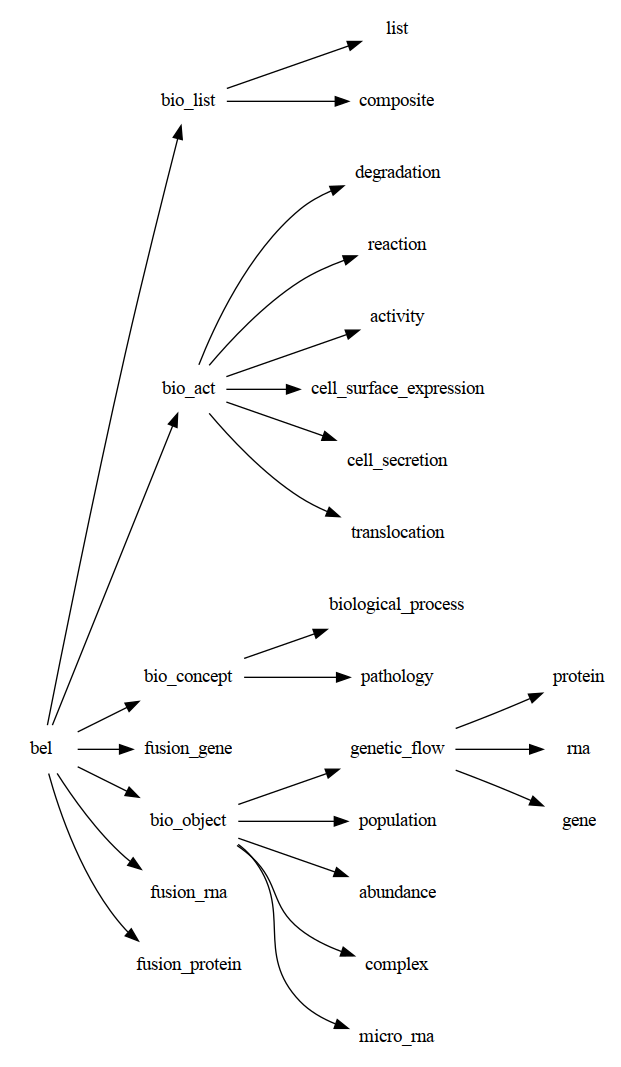 list
bio_list
composite
degradation
reaction
activity
bio_act
cell_surface_expression
cell_secretion
translocation
biological_process
bio_concept
pathology
protein
bel
fusion_gene
genetic_flow
rna
bio_object
population
gene
fusion_rna
abundance
fusion_protein
complex
micro_rna